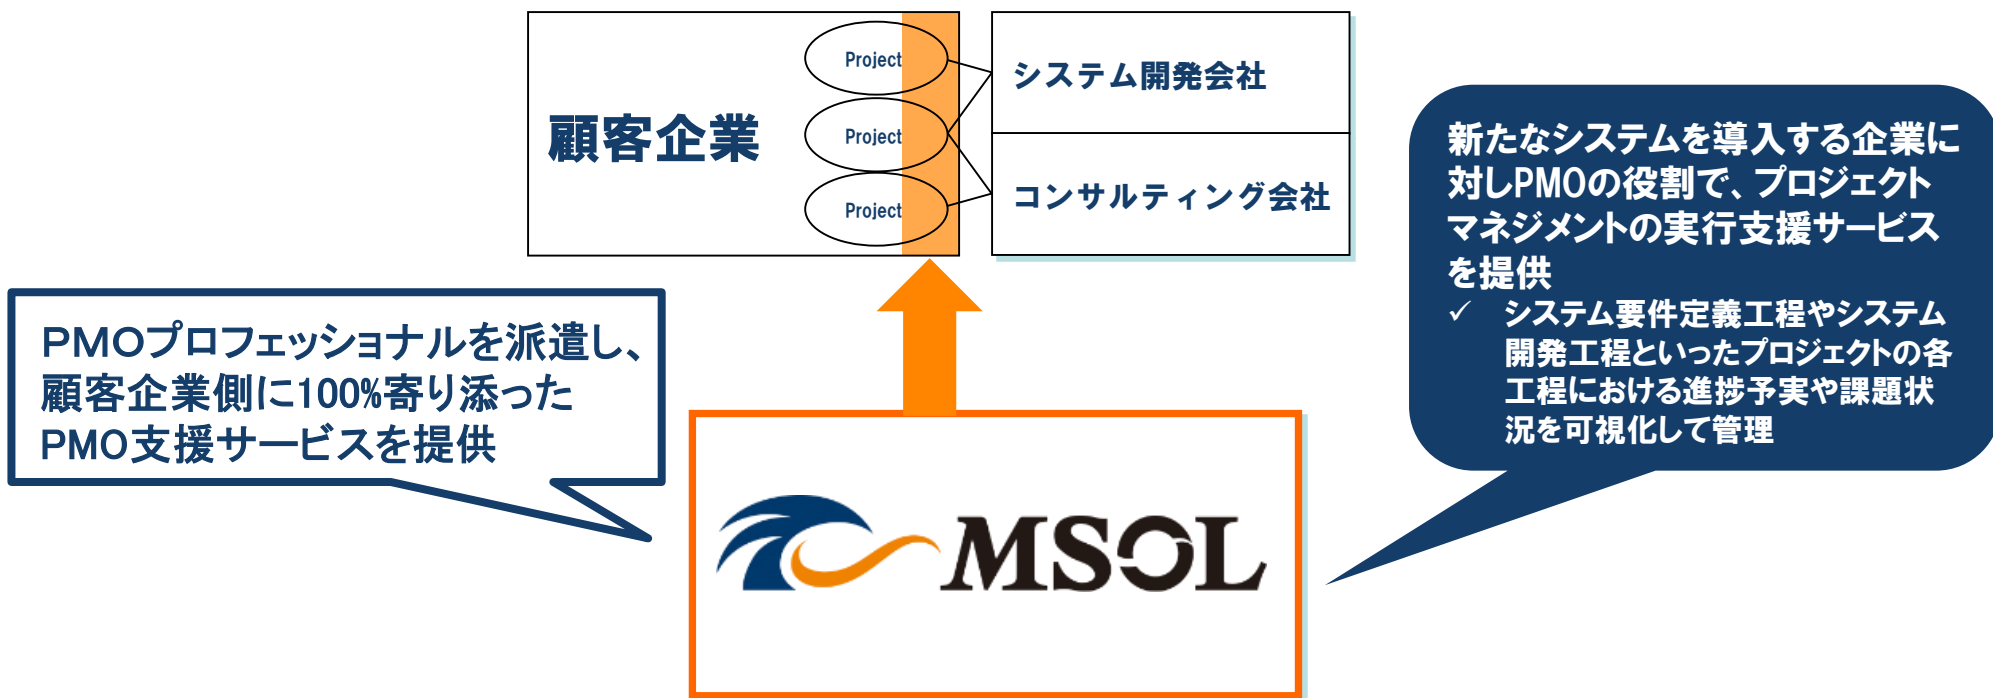 顧客企業
Project
Project
Project
システム開発会社
コンサルティング会社
新たなシステムを導入する企業に
対しPMOの役割で、プロジェクト
マネジメントの実行支援サービス
を提供
✓ システム要件定義工程やシステム
開発工程といったプロジェクトの各
工程における進捗予実や課題状
況を可視化して管理
PMOプロフェッショナルを派遣し、
顧客企業側に100%寄り添った
PMO支援サービスを提供
MSOL